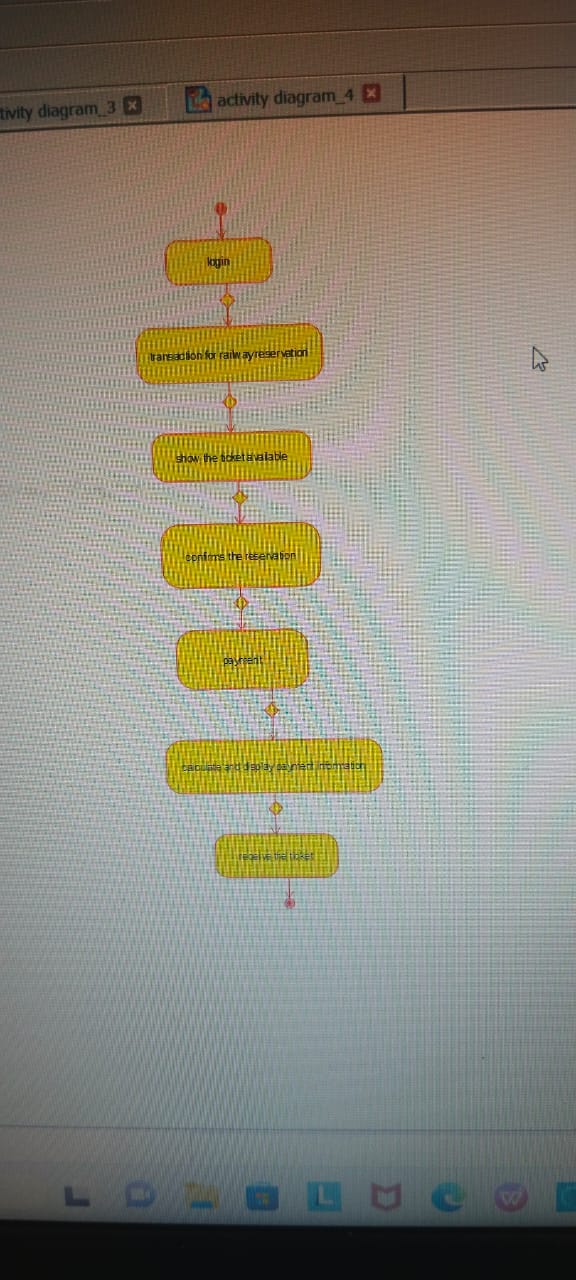 tivity diagram_3
activity diagram_4
login
transaction for railway reservation
show the ticket available
confirms the reservation
payment
calculate and display payment information
receive the ticket